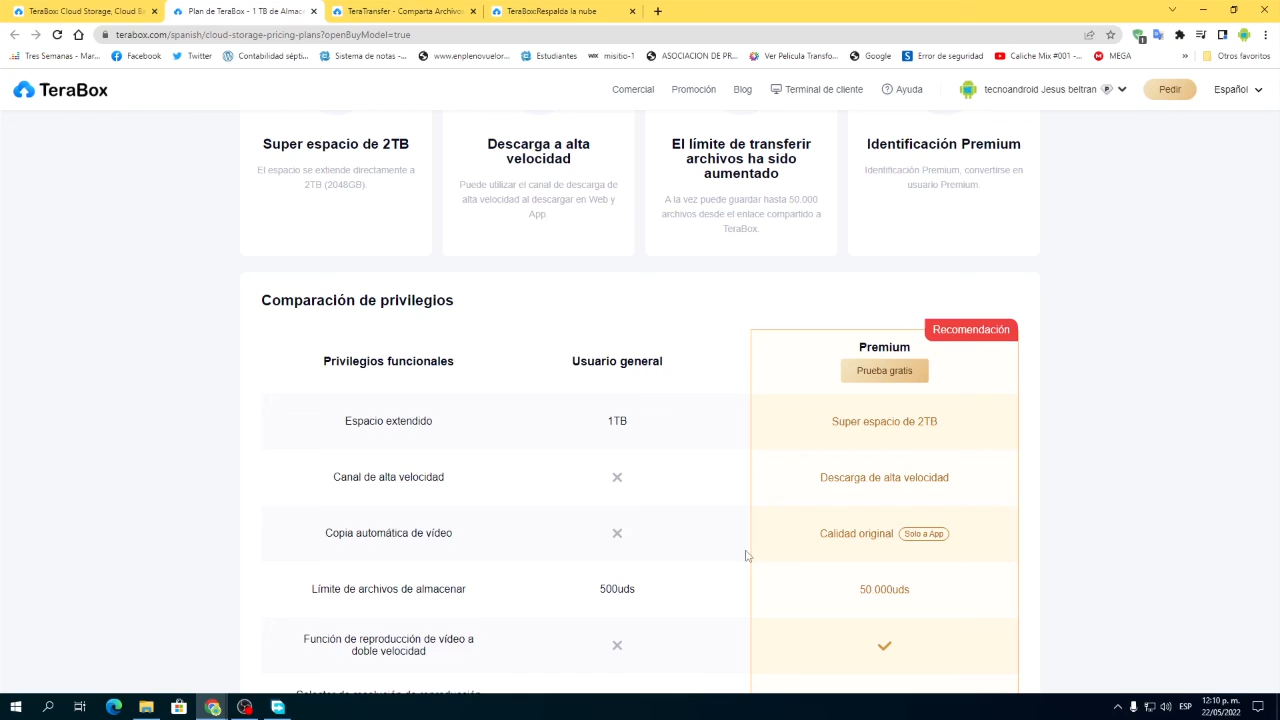 TeraBox Cloud Storage, Cloud B
Plan de TeraBox - 1 TB de Almac
TeraTransfer - Comparta Archivos
TeraBox:Respalda la nube
terabox.com/spanish/cloud-storage-pricing-plans?openBuyModel=true
Tres Semanas - Mar...
Facebook
Twitter
Contabilidad sépti...
Sistema de notas -...
www.enplenovuelor...
Estudiantes
misitio-1
ASOCIACION DE PR...
Ver Pelicula Transfo...
Google
Error de seguridad
Caliche Mix #001 -...
MEGA
»
Otros favoritos
TeraBox
Comercial
Promoción
Blog
Terminal de cliente
Ayuda
tecnoandroid Jesus beltran
Pedir
Español
Super espacio de 2TB
El espacio se extiende directamente a
2TB (2048GB).
Descarga a alta
velocidad
Puede utilizar el canal de descarga de
alta velocidad al descargar en Web y
App
El límite de transferir
archivos ha sido
aumentado
A la vez puede guardar hasta 50.000
archivos desde el enlace compartido a
TeraBox.
Identificación Premium
Identificación Premium, convertirse en
usuario Premium.
Comparación de privilegios
Recomendación
Privilegios funcionales
Usuario general
Premium
Prueba gratis
Espacio extendido
1TB
Super espacio de 2TB
Canal de alta velocidad
Descarga de alta velocidad
Copia automática de vídeo
Calidad original
Solo a App
Límite de archivos de almacenar
500uds
50 000uds
Función de reproducción de vídeo a
doble velocidad
Selector de resolución de reproducción
ESP
12:10 p. m.
22/05/2022